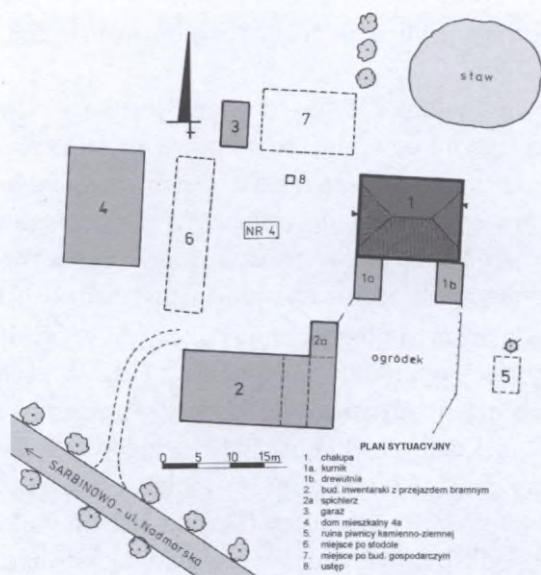 staw
3
7
8
4
6
NR 4
1
1a
1b
2a
2
ogródek
5
0 5 10 15m
← SARBINOWO - ul. Nadmorska
PLAN SYTUACYJNY
1. chałupa
1a. kurnik
1b. drewutnia
2. bud. inwentarski z przejazdem bramnym
2a spichlerz
3. garaż
4. dom mieszkalny 4a
5. ruina piwnicy kamienno-ziemnej
6. miejsce po stodole
7. miejsce po bud. gospodarczym
8. ustęp